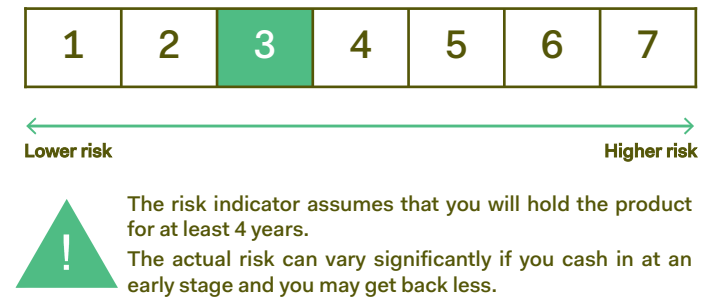 1 2 3 4 5 6 7
Lower risk Higher risk
!
The risk indicator assumes that you will hold the product
for at least 4 years.
The actual risk can vary significantly if you cash in at an
early stage and you may get back less.